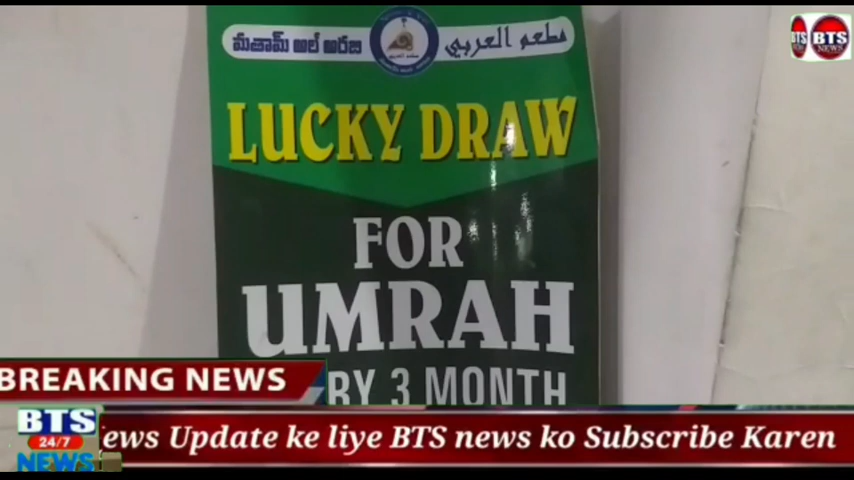 మతామ్ అల్ అరబి
مطعم العربي
BTS
BTS
NEWS
LUCKY DRAW
FOR
UMRAH
RY 3 MONTH
BREAKING NEWS
BTS
24/7
NEWS
ews Update ke liye BTS news ko Subscribe Karen